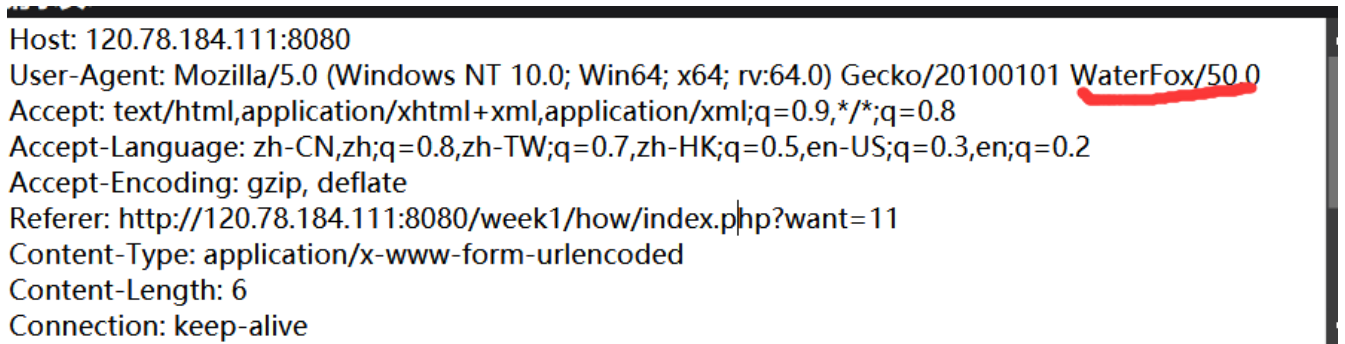 Host: 120.78.184.111:8080
User-Agent: Mozilla/5.0 (Windows NT 10.0; Win64; x64; rv:64.0) Gecko/20100101 WaterFox/50.0
Accept: text/html,application/xhtml+xml,application/xml;q=0.9,*/*;q=0.8
Accept-Language: zh-CN,zh;q=0.8,zh-TW;q=0.7,zh-HK;q=0.5,en-US;q=0.3,en;q=0.2
Accept-Encoding: gzip, deflate
Referer: http://120.78.184.111:8080/week1/how/index.php?want=11
Content-Type: application/x-www-form-urlencoded
Content-Length: 6
Connection: keep-alive